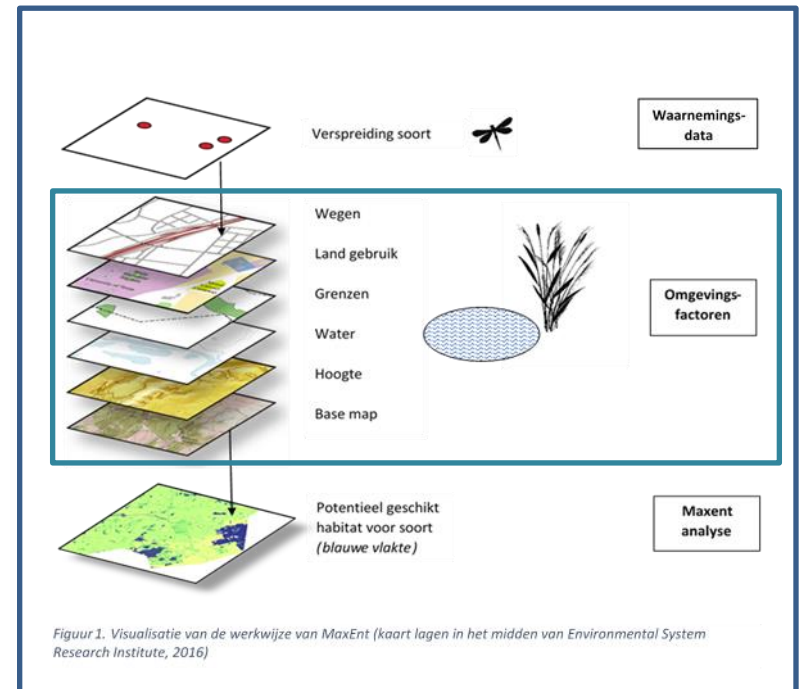 Verspreiding soort
Waarnemings-
data
Wegen
Land gebruik
Grenzen
Water
Hoogte
Base map
Omgevings-
factoren
Potentieel geschikt
habitat voor soort
(blauwe vlakte)
Maxent
analyse
Figuur 1. Visualisatie van de werkwijze van MaxEnt (kaart lagen in het midden van Environmental System
Research Institute, 2016)